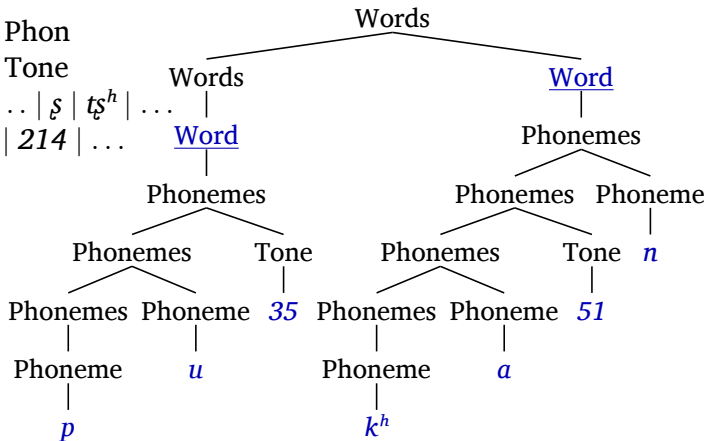 Words
Phon
Tone
Words Word
. . | ʂ | tʂʰ | . . .
| 214 | . . . Word Phonemes
Phonemes Phonemes Phoneme
Phonemes Tone Phonemes Tone n
Phonemes Phoneme 35 Phonemes Phoneme 51
Phoneme u Phoneme a
p kʰ